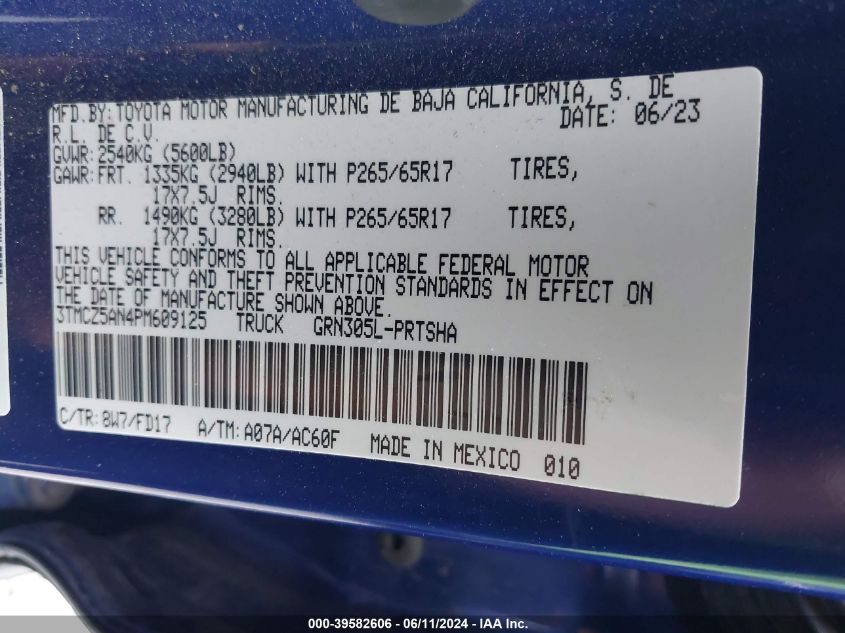 MFD.BY:TOYOTA MOTOR MANUFACTURING DE BAJA CALIFORNIA, S. DE
R.L. DE C.V. DATE: 06/23
GVWR:2540KG (5600LB)
GAWR:FRT. 1335KG (2940LB) WITH P265/65R17 TIRES,
17X7.5J RIMS.
RR. 1490KG (3280LB) WITH P265/65R17 TIRES,
17X7.5J RIMS.
THIS VEHICLE CONFORMS TO ALL APPLICABLE FEDERAL MOTOR
VEHICLE SAFETY AND THEFT PREVENTION STANDARDS IN EFFECT ON
THE DATE OF MANUFACTURE SHOWN ABOVE.
3TMCZ5AN4PM609125 TRUCK GRN305L-PRTSHA
C/TR:8W7/FD17 A/TM:A07A/AC60F MADE IN MEXICO 010
000-39582606 - 06/11/2024 - IAA Inc.